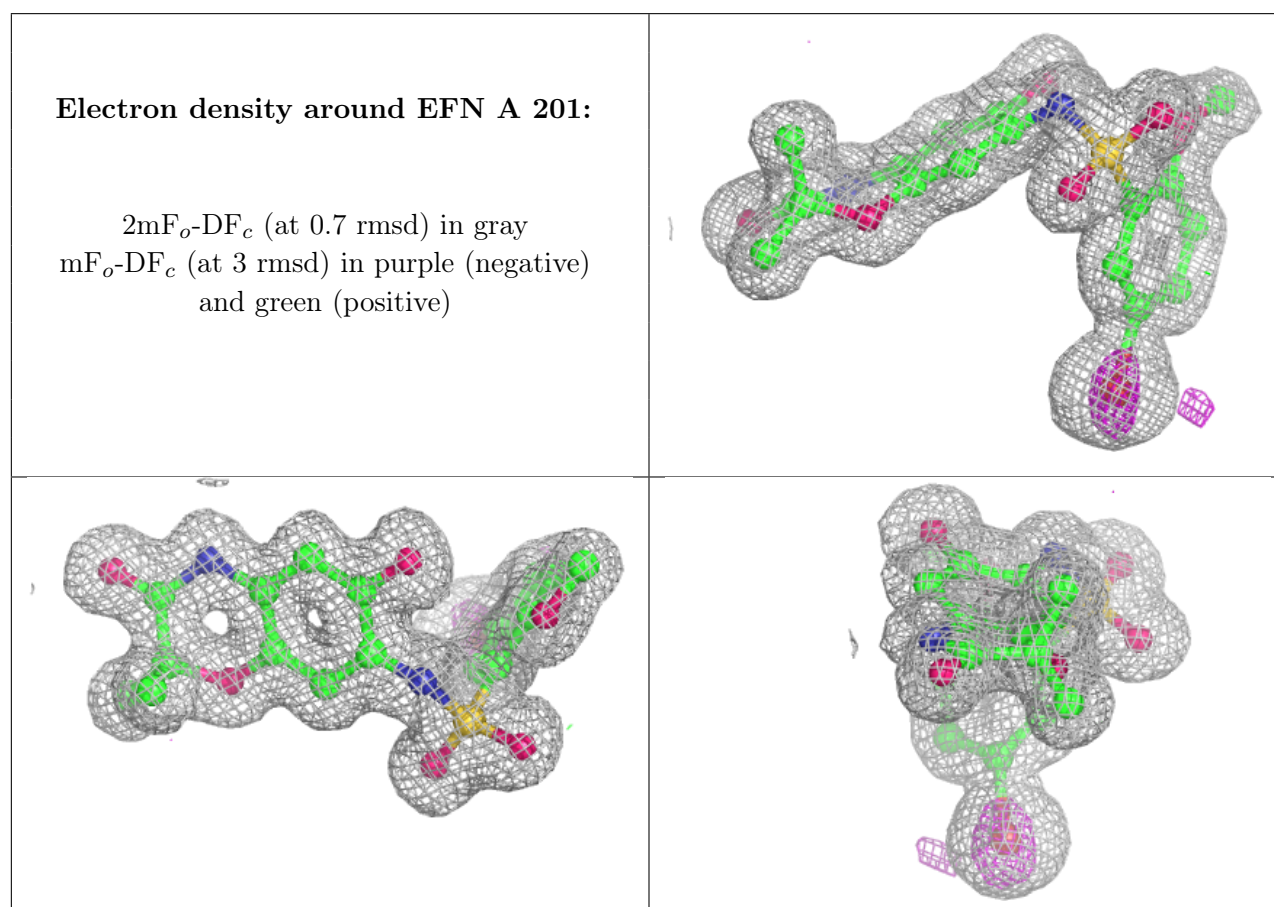 Electron density around EFN A 201:
2mFₒ-DF𝒸 (at 0.7 rmsd) in gray
mFₒ-DF𝒸 (at 3 rmsd) in purple (negative)
and green (positive)